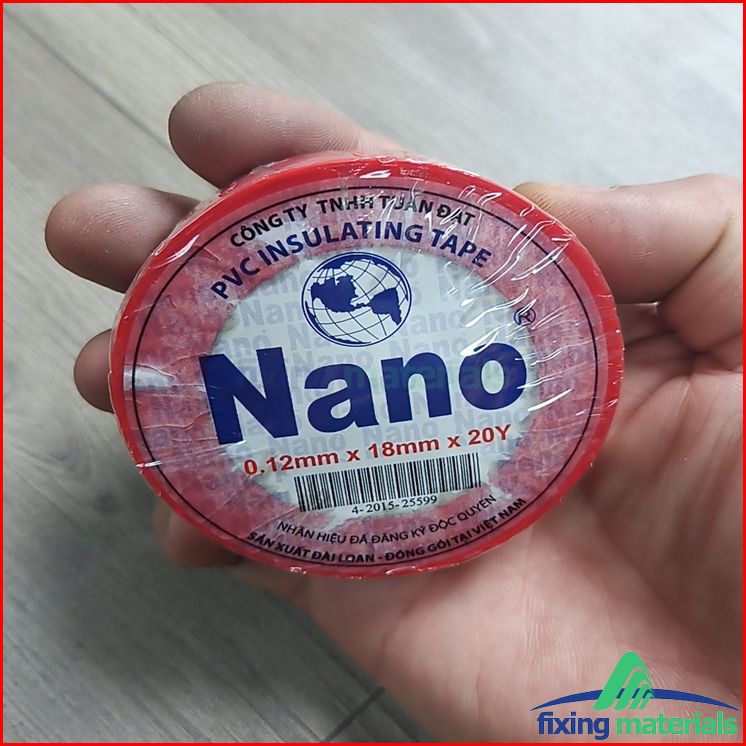 CÔNG TY TNHH TUẤN ĐẠT
PVC INSULATING TAPE
Nano®
0.12mm x 18mm x 20Y
4-2015-25599
NHÃN HIỆU ĐÃ ĐĂNG KÝ ĐỘC QUYỀN
SẢN XUẤT ĐÀI LOAN - ĐÓNG GÓI TẠI VIỆT NAM
fixing materials